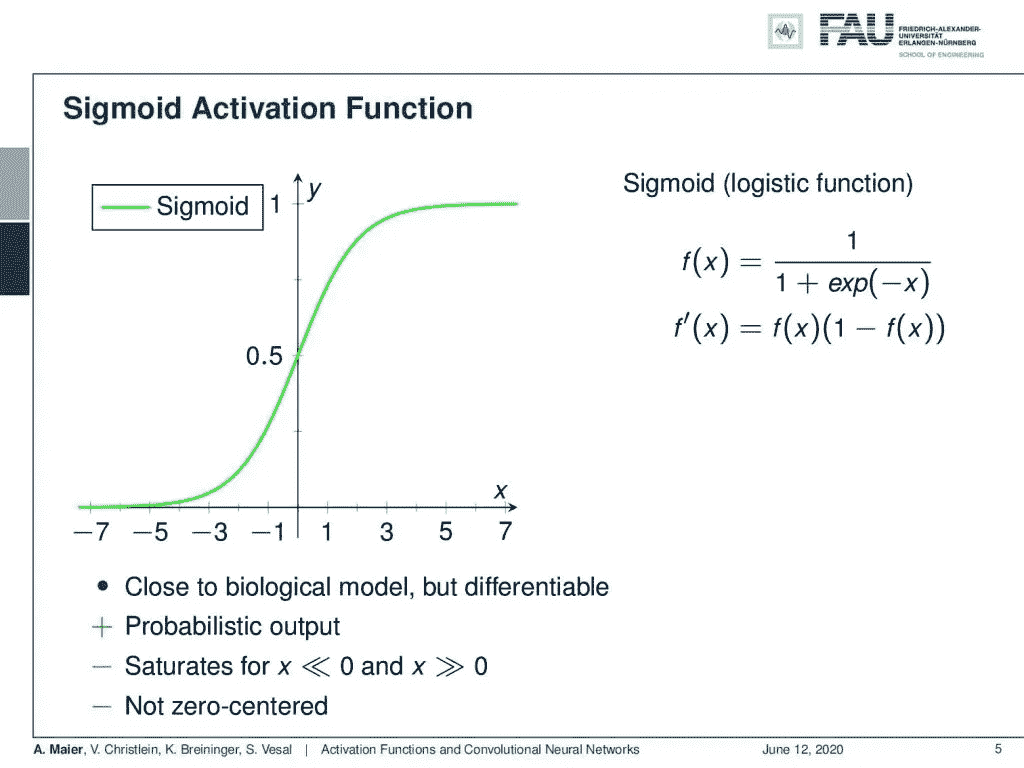 FAU
FRIEDRICH-ALEXANDER-
UNIVERSITÄT
ERLANGEN-NÜRNBERG
SCHOOL OF ENGINEERING
Sigmoid Activation Function
Sigmoid
1
y
0.5
x
−7 −5 −3 −1 1 3 5 7
Sigmoid (logistic function)
f(x) = 1 / 1 + exp(−x)
f′(x) = f(x)(1 − f(x))
• Close to biological model, but differentiable
+ Probabilistic output
− Saturates for x ≪ 0 and x ≫ 0
− Not zero-centered
A. Maier, V. Christlein, K. Breininger, S. Vesal | Activation Functions and Convolutional Neural Networks June 12, 2020 5